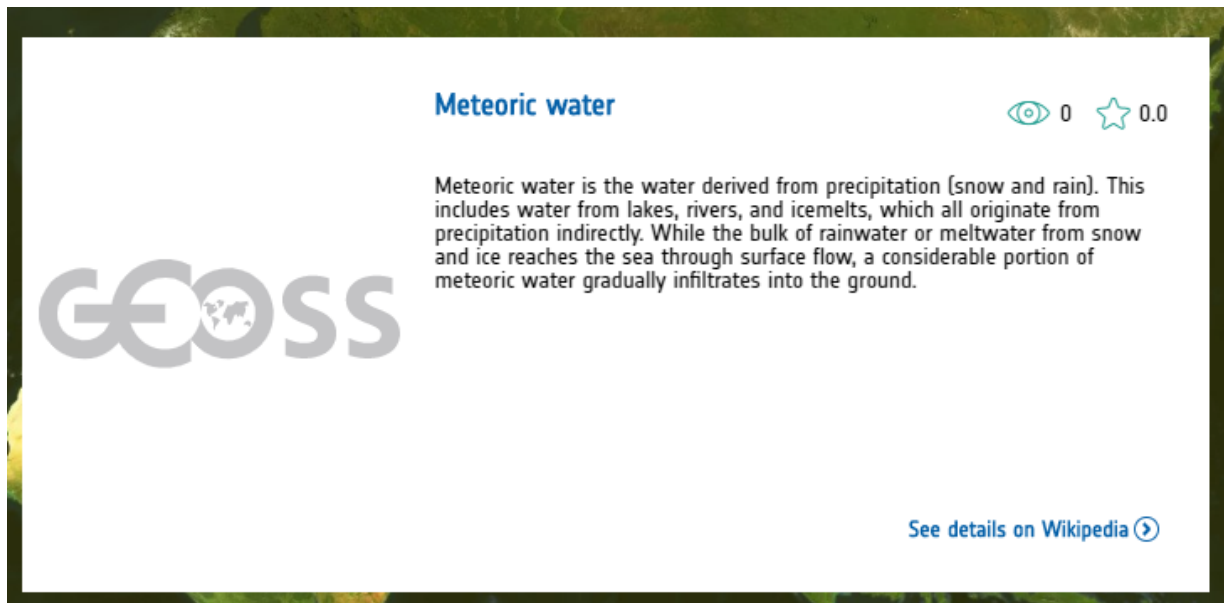 Meteoric water
0
0.0
Meteoric water is the water derived from precipitation (snow and rain). This
includes water from lakes, rivers, and icemelts, which all originate from
precipitation indirectly. While the bulk of rainwater or meltwater from snow
and ice reaches the sea through surface flow, a considerable portion of
meteoric water gradually infiltrates into the ground.
GEOSS
See details on Wikipedia